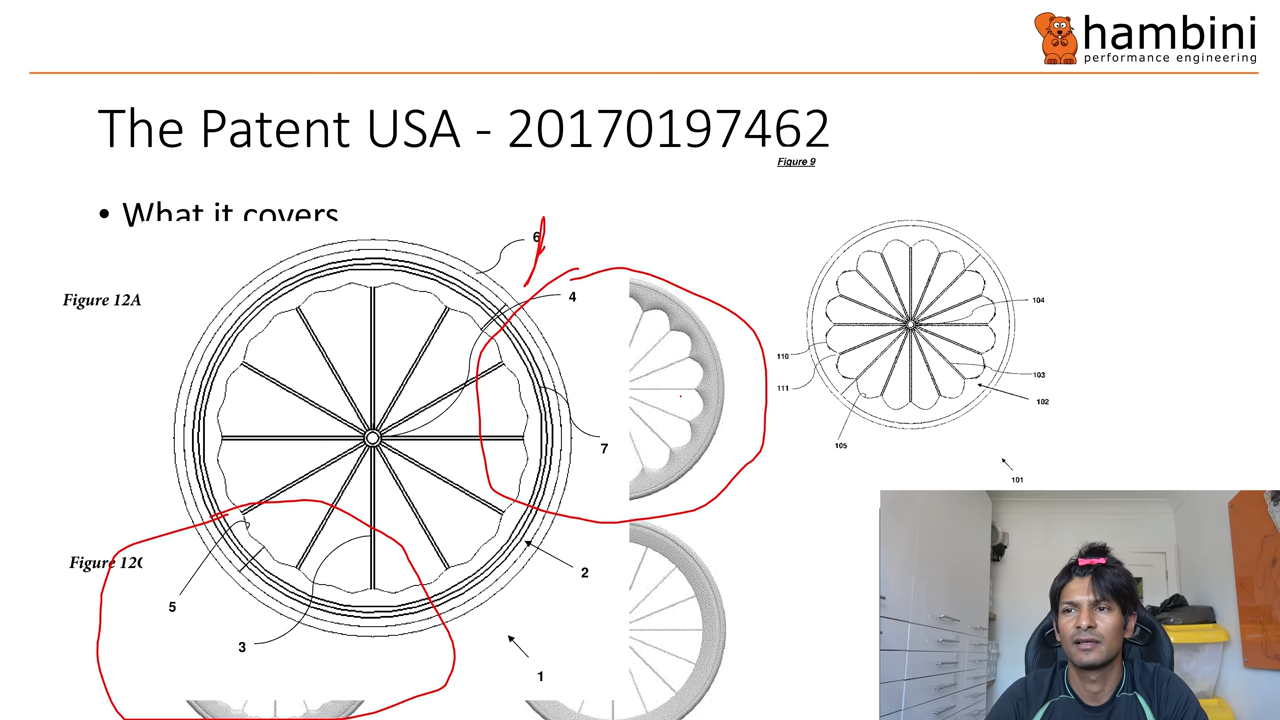 hambini
performance engineering
The Patent USA - 20170197462
Figure 9
• What it covers
6
Figure 12A
4
104
110
103
111
102
105
7
101
Figure 12C
2
5
3
1